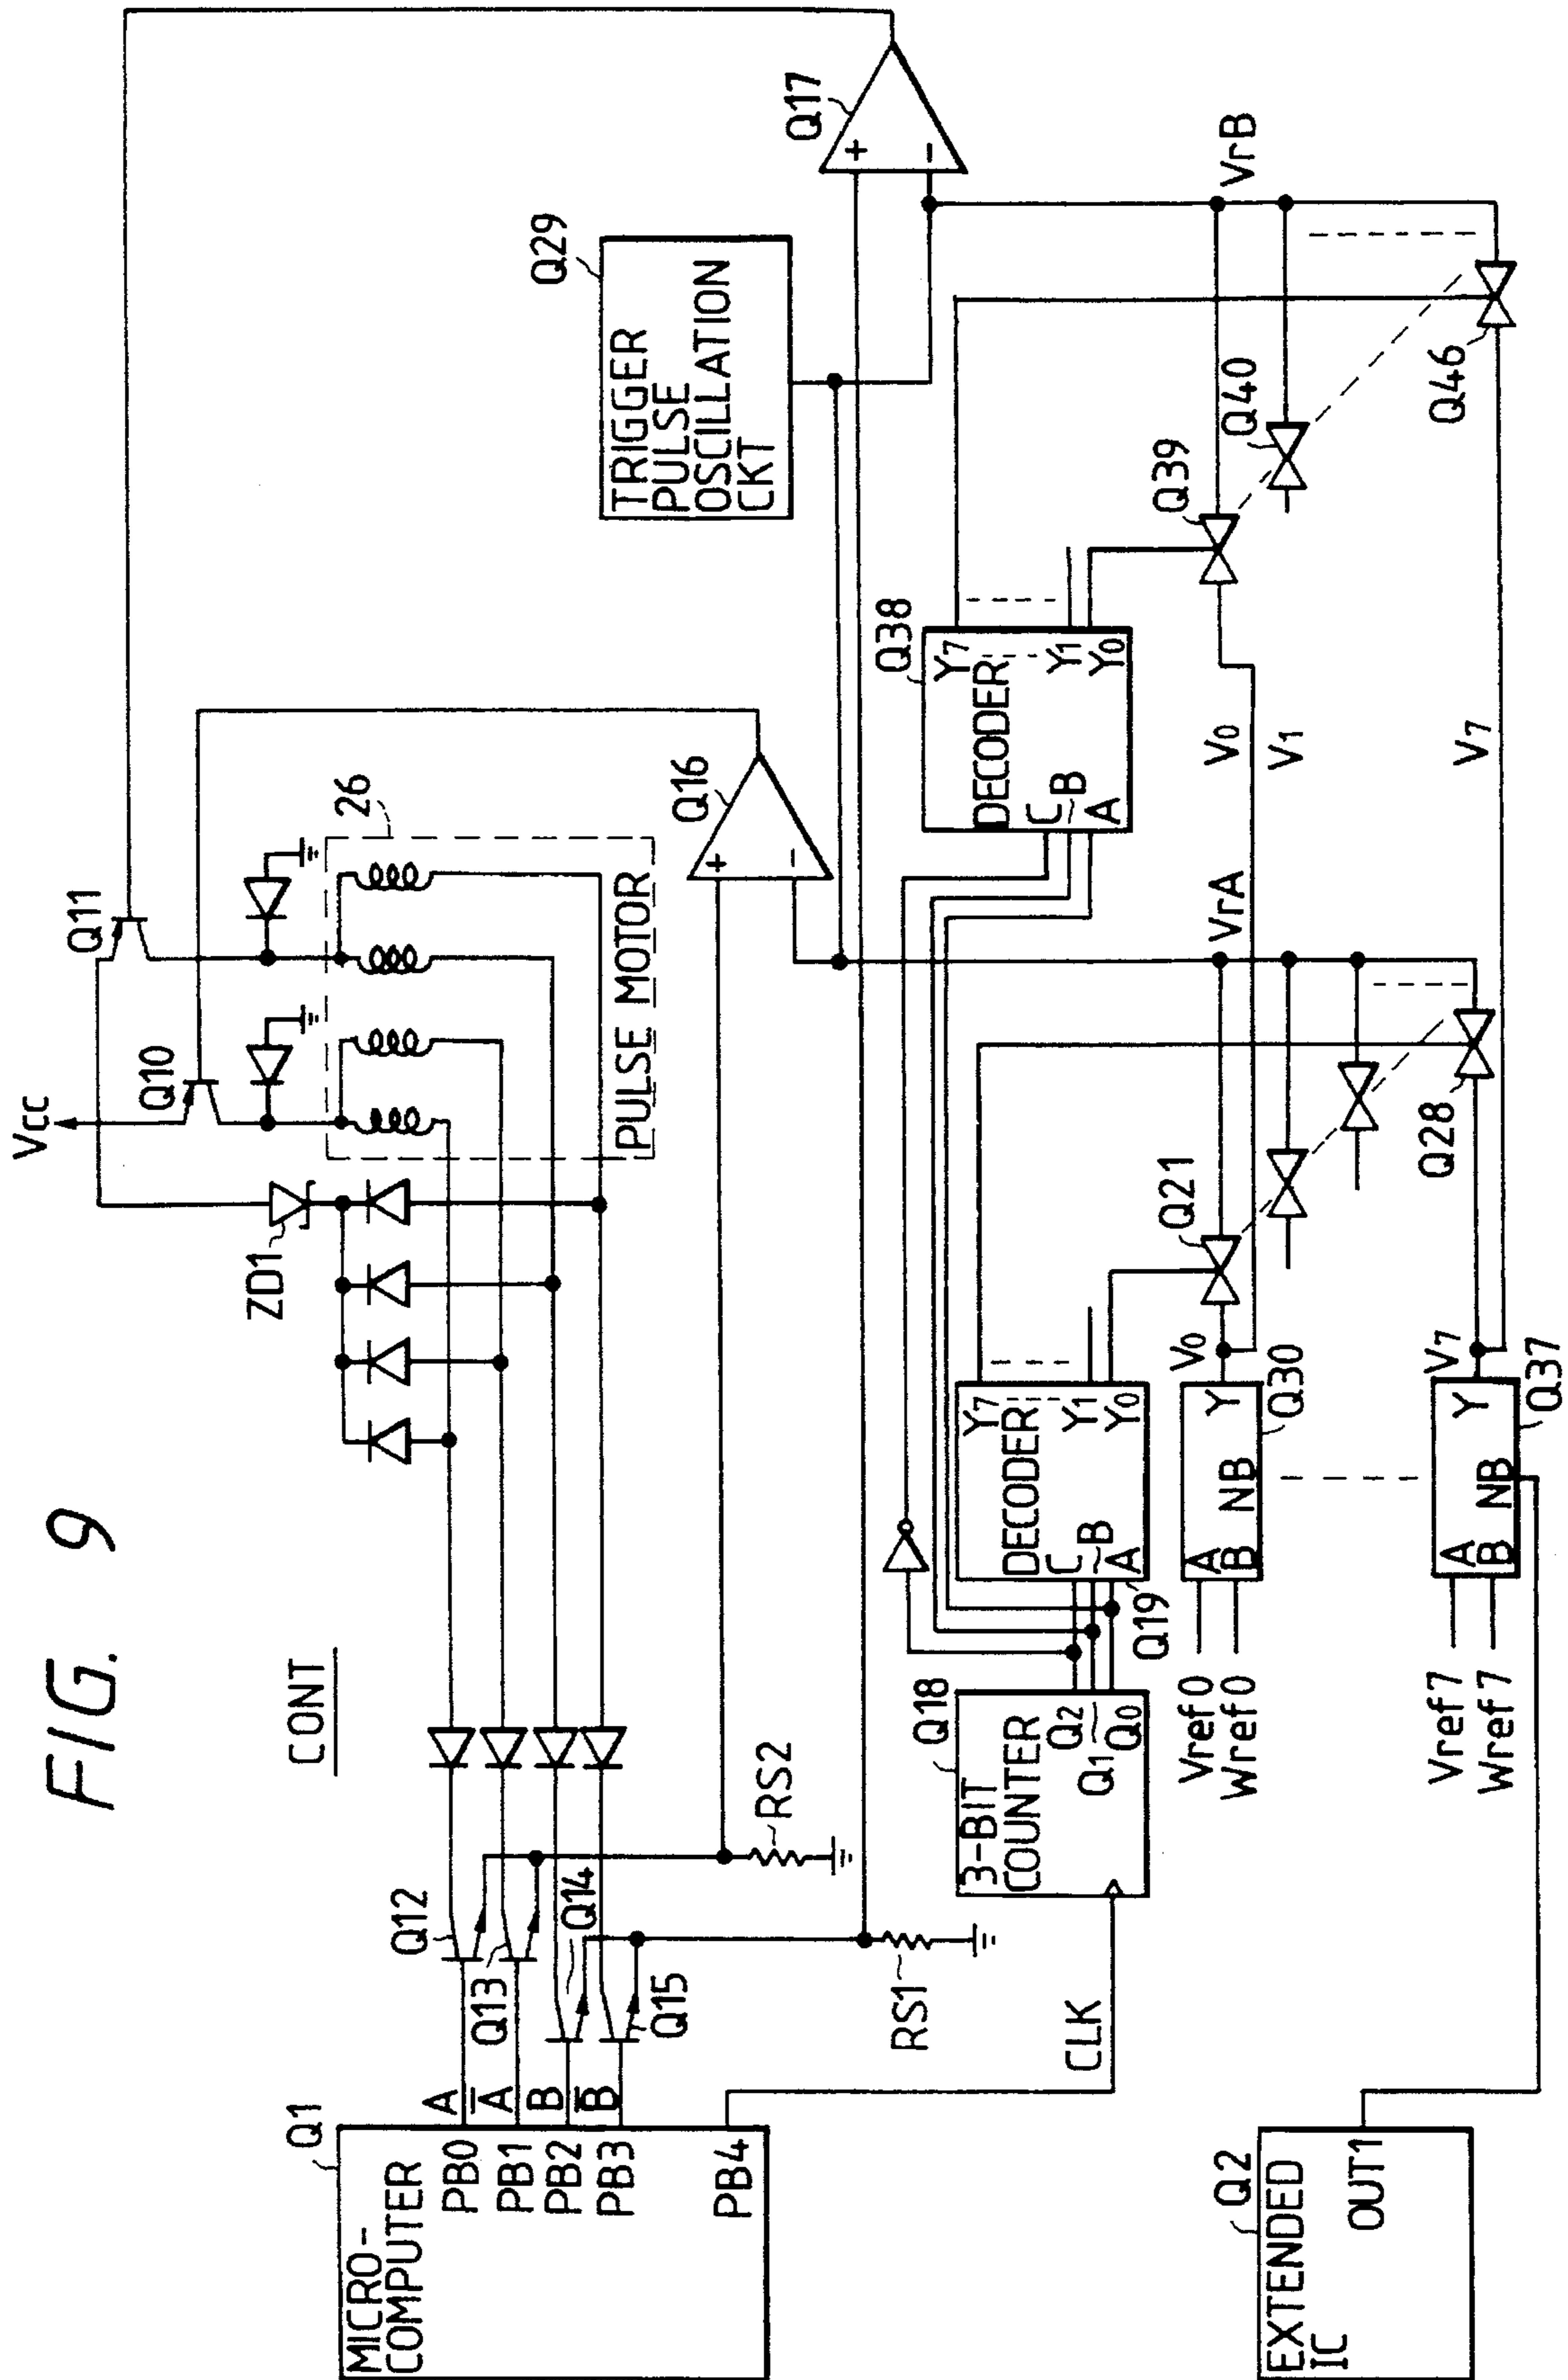 FIG. 9
CONT
Q1
MICRO-
COMPUTER
PB0
PB1
PB2
PB3
PB4
A
A̅
B
B̅
Q12
Q13
Q14
Q15
RS2
RS1
CLK
Vcc
Q10
Q11
ZD1
26
PULSE MOTOR
Q16
+
−
Q17
+
−
Q29
TRIGGER
PULSE
OSCILLATION
CKT
Q18
3-BIT
COUNTER
Q2
Q1
Q0
Q19
DECODER
C
B
A
Y7
Y1
Y0
Q38
DECODER
C
B
A
Y7
Y1
Y0
VrA
VrB
Q21
Q28
Q39
Q40
Q46
V0
V1
V7
Vref0
Wref0
A
B
NB
Y
V0
Q30
Vref7
Wref7
A
B
NB
Y
V7
Q37
Q2
EXTENDED
IC
OUT1